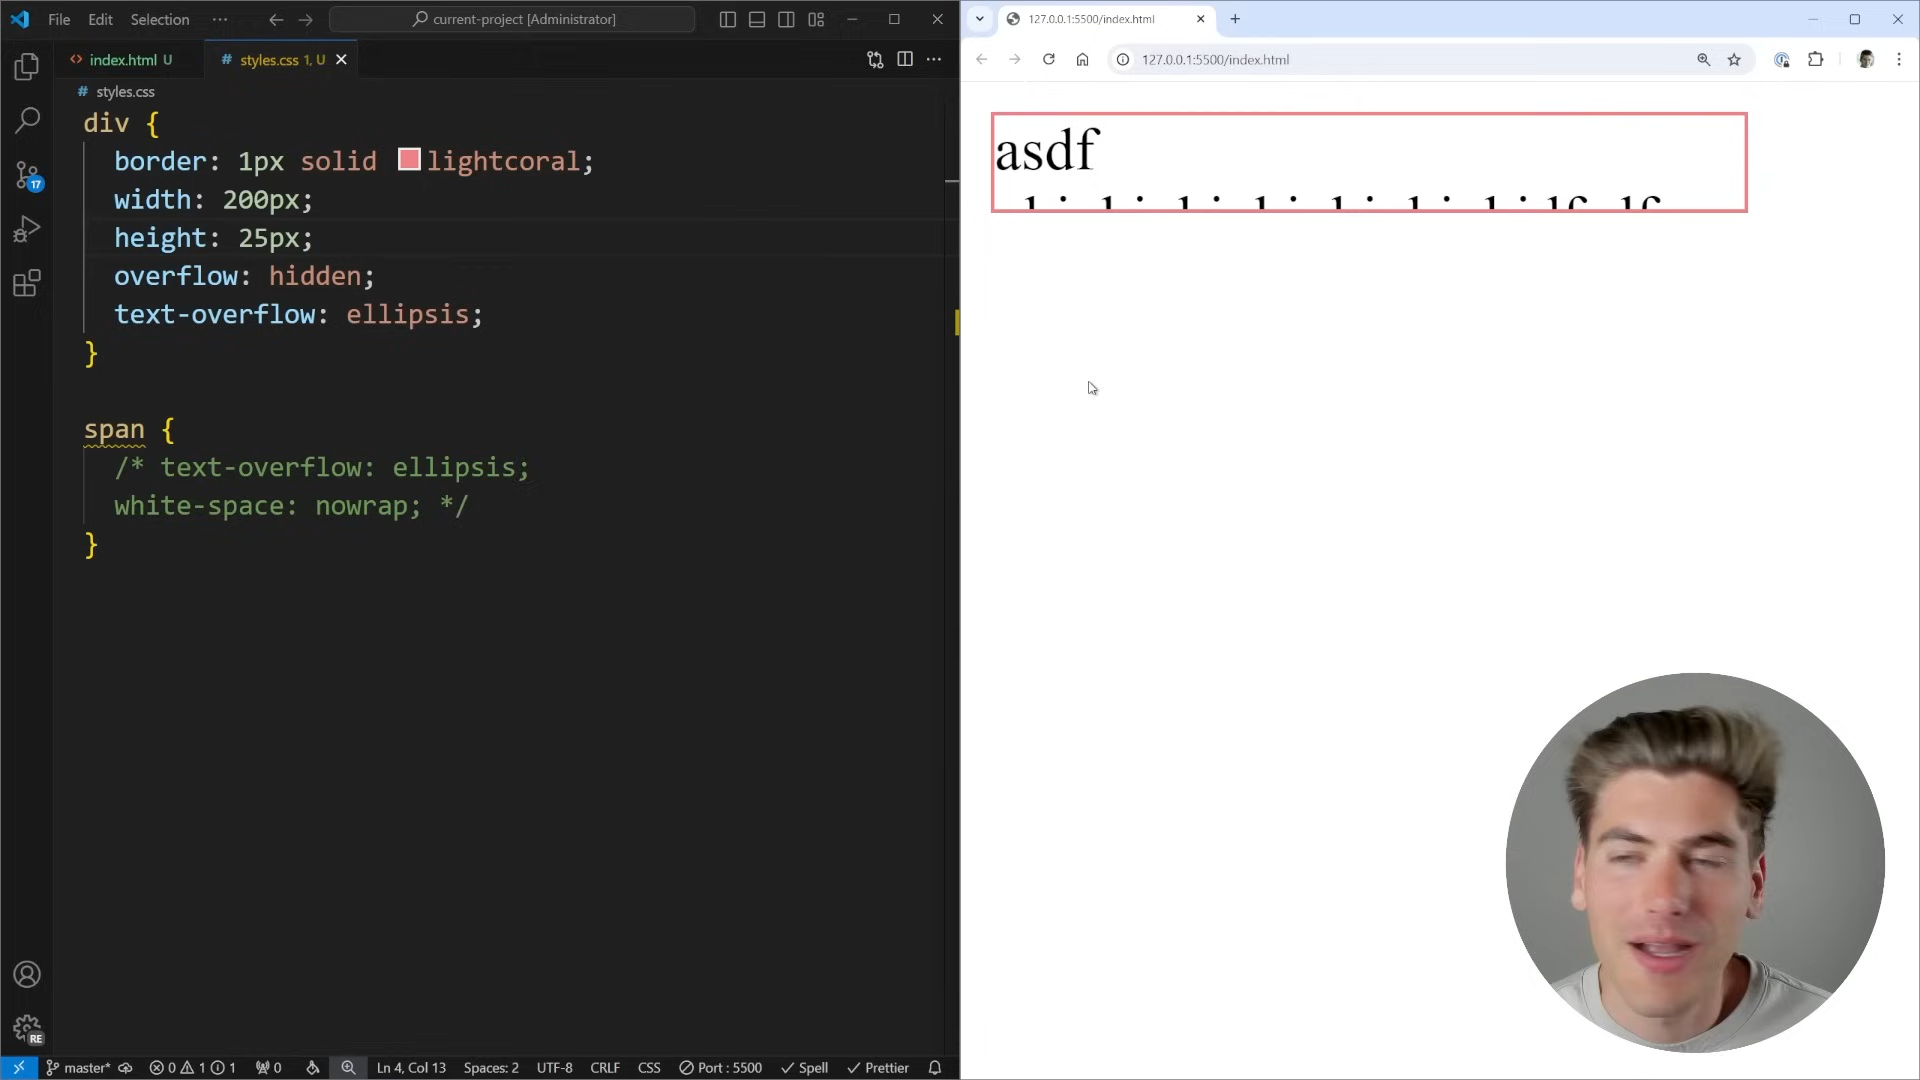 File Edit Selection ··· current-project [Administrator]
index.html U
# styles.css 1, U
# styles.css
div {
border: 1px solid lightcoral;
width: 200px;
height: 25px;
overflow: hidden;
text-overflow: ellipsis;
}
span {
/* text-overflow: ellipsis;
white-space: nowrap; */
}
17
RE
master* 0 1 1 0 Ln 4, Col 13 Spaces: 2 UTF-8 CRLF CSS Port : 5500 Spell Prettier
127.0.0.1:5500/index.html
127.0.0.1:5500/index.html
asdf